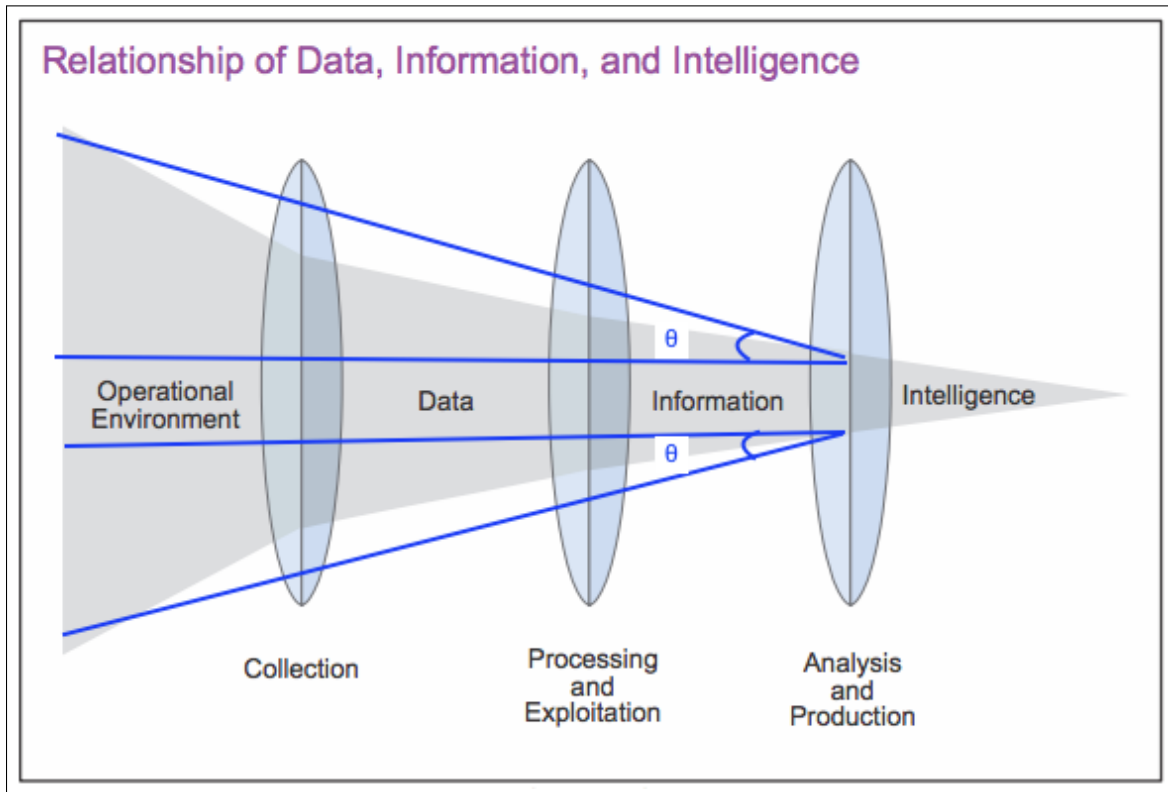 Relationship of Data, Information, and Intelligence
θ
Operational
Environment
Data
Information
Intelligence
θ
Collection
Processing
and
Exploitation
Analysis
and
Production